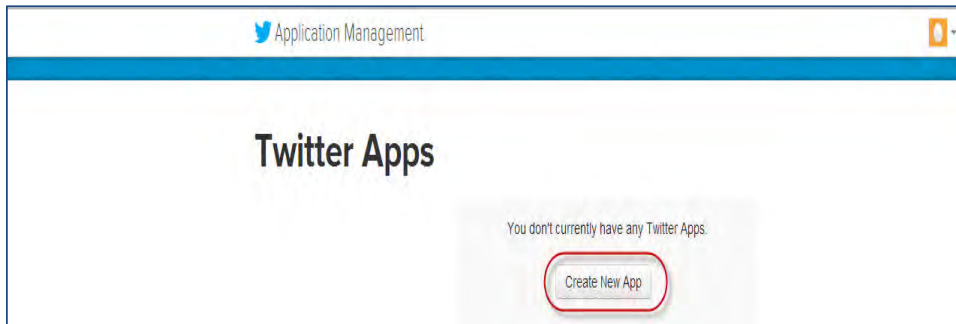 Application Management
Twitter Apps
You don't currently have any Twitter Apps.
Create New App